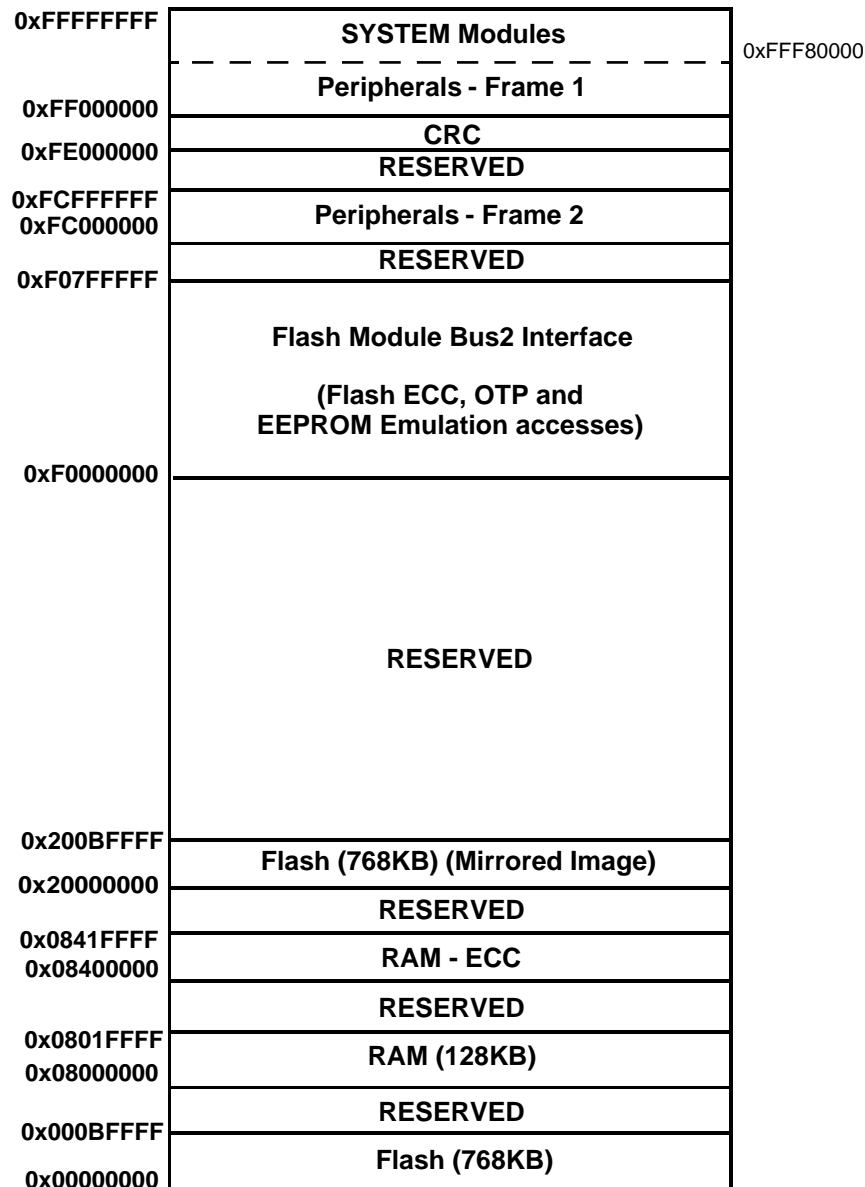 0xFFFFFFFF
SYSTEM Modules
0xFFF80000
Peripherals - Frame 1
0xFF000000
CRC
0xFE000000
RESERVED
0xFCFFFFFF
Peripherals - Frame 2
0xFC000000
RESERVED
0xF07FFFFF
Flash Module Bus2 Interface
(Flash ECC, OTP and
EEPROM Emulation accesses)
0xF0000000
RESERVED
0x200BFFFF
Flash (768KB) (Mirrored Image)
0x20000000
RESERVED
0x0841FFFF
RAM - ECC
0x08400000
RESERVED
0x0801FFFF
RAM (128KB)
0x08000000
RESERVED
0x000BFFFF
Flash (768KB)
0x00000000